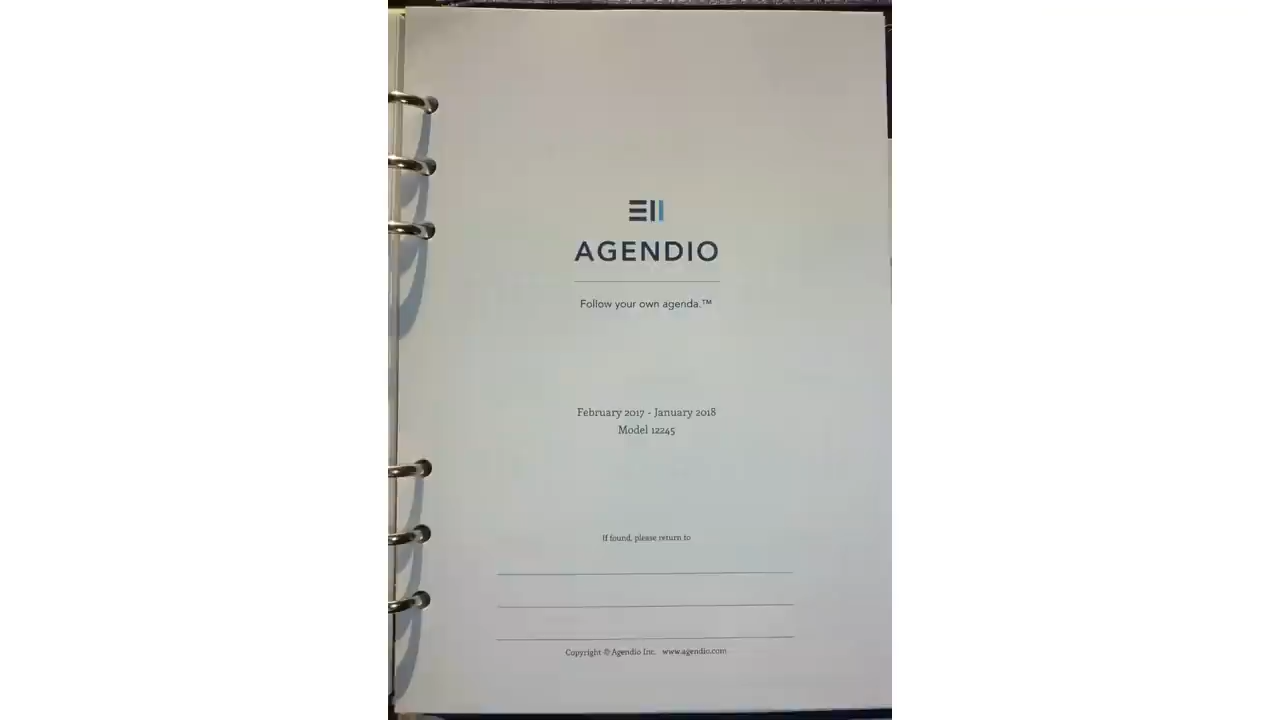 AGENDIO
Follow your own agenda.™
February 2017 - January 2018
Model 12245
If found, please return to
Copyright © Agendio Inc. www.agendio.com